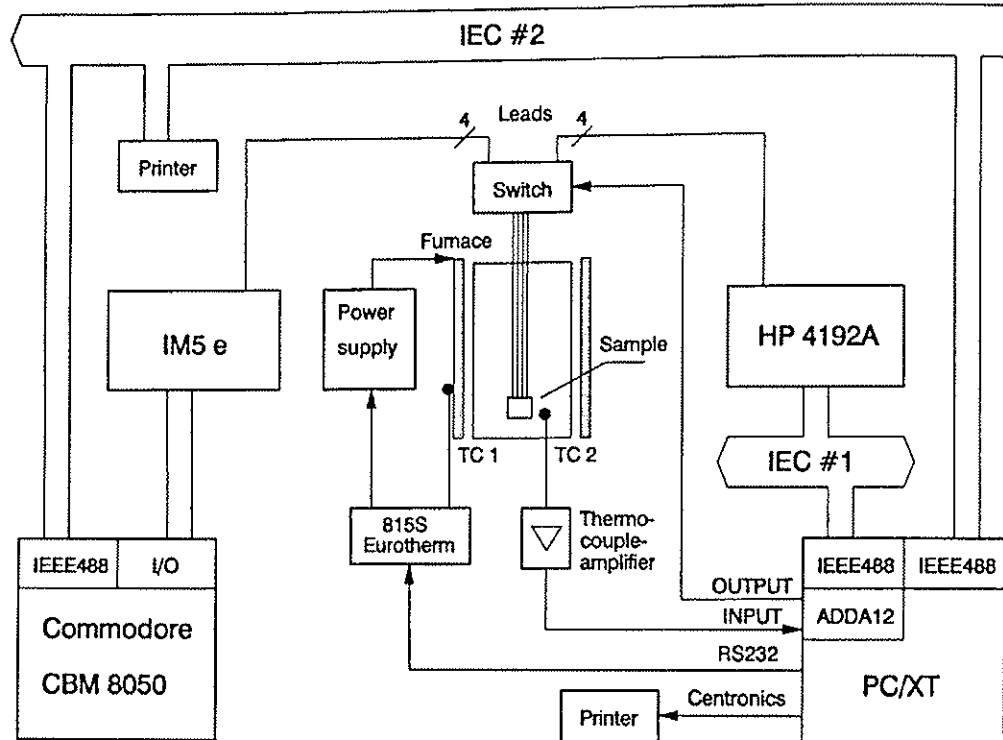 IEC #2
4
Leads
4
Printer
Switch
Furnace
IM5 e
Power
supply
HP 4192A
Sample
TC 1
TC 2
IEC #1
815S
Eurotherm
Thermo-
couple-
amplifier
IEEE488
I/O
IEEE488
IEEE488
OUTPUT
INPUT
ADDA12
RS232
Commodore
CBM 8050
PC/XT
Centronics
Printer